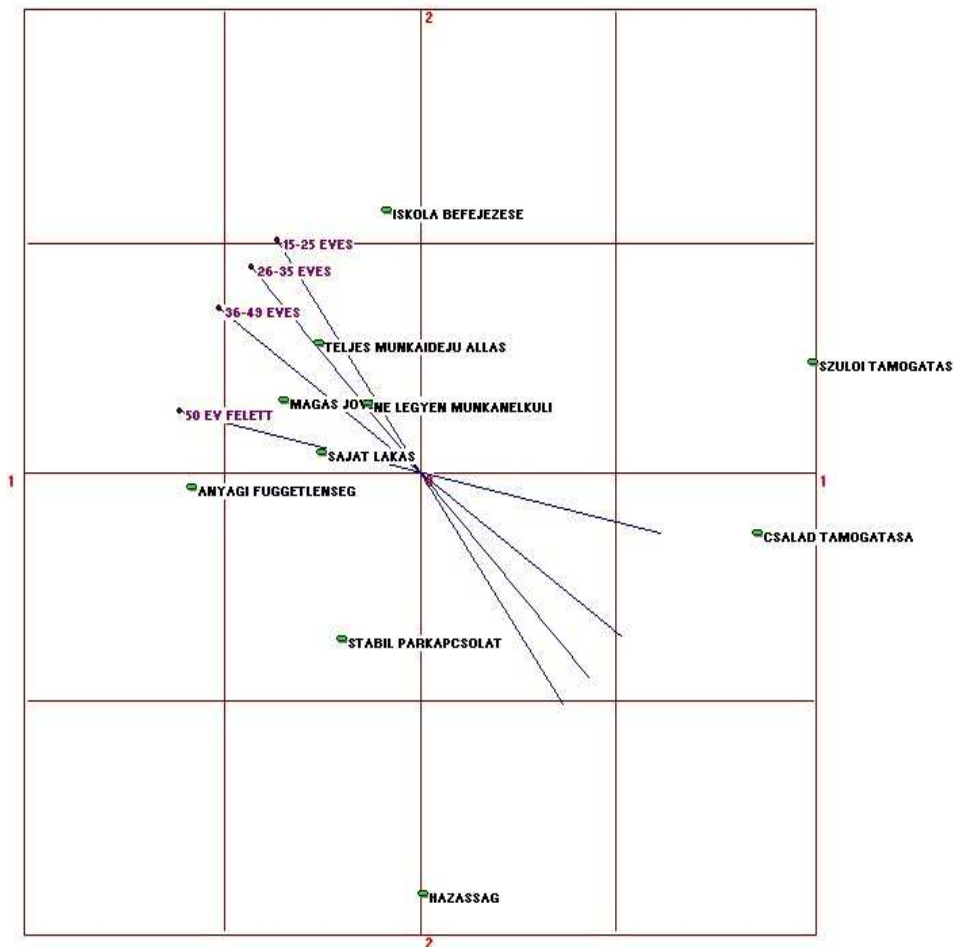 2
ISKOLA BEFEJEZESE
15-25 EVES
26-35 EVES
36-49 EVES
TELJES MUNKAIDEJU ALLAS
SZULOI TAMOGATAS
MAGAS JOV
NE LEGYEN MUNKANELKULI
50 EV FELETT
SAJAT LAKAS
1
1
ANYAGI FUGGETLENSEG
CSALAD TAMOGATASA
STABIL PARKAPCSOLAT
HAZASSAG
2